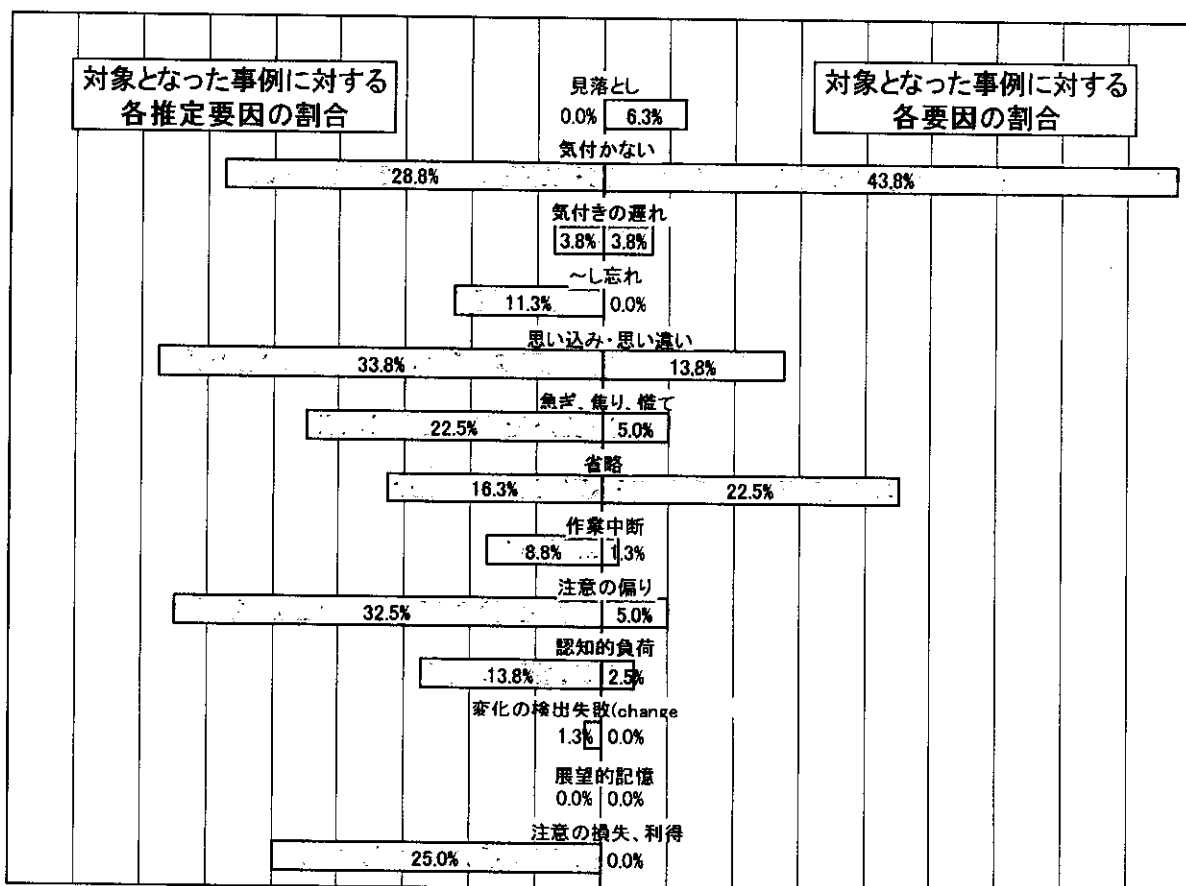 対象となった事例に対する
各推定要因の割合
対象となった事例に対する
各要因の割合
見落とし
0.0% 6.3%
気付かない
28.8% 43.8%
気付きの遅れ
3.8% 3.8%
～し忘れ
11.3% 0.0%
思い込み・思い違い
33.8% 13.8%
急ぎ、焦り、慌て
22.5% 5.0%
省略
16.3% 22.5%
作業中断
8.8% 1.3%
注意の偏り
32.5% 5.0%
認知的負荷
13.8% 2.5%
変化の検出失敗(change
1.3% 0.0%
展望的記憶
0.0% 0.0%
注意の損失、利得
25.0% 0.0%